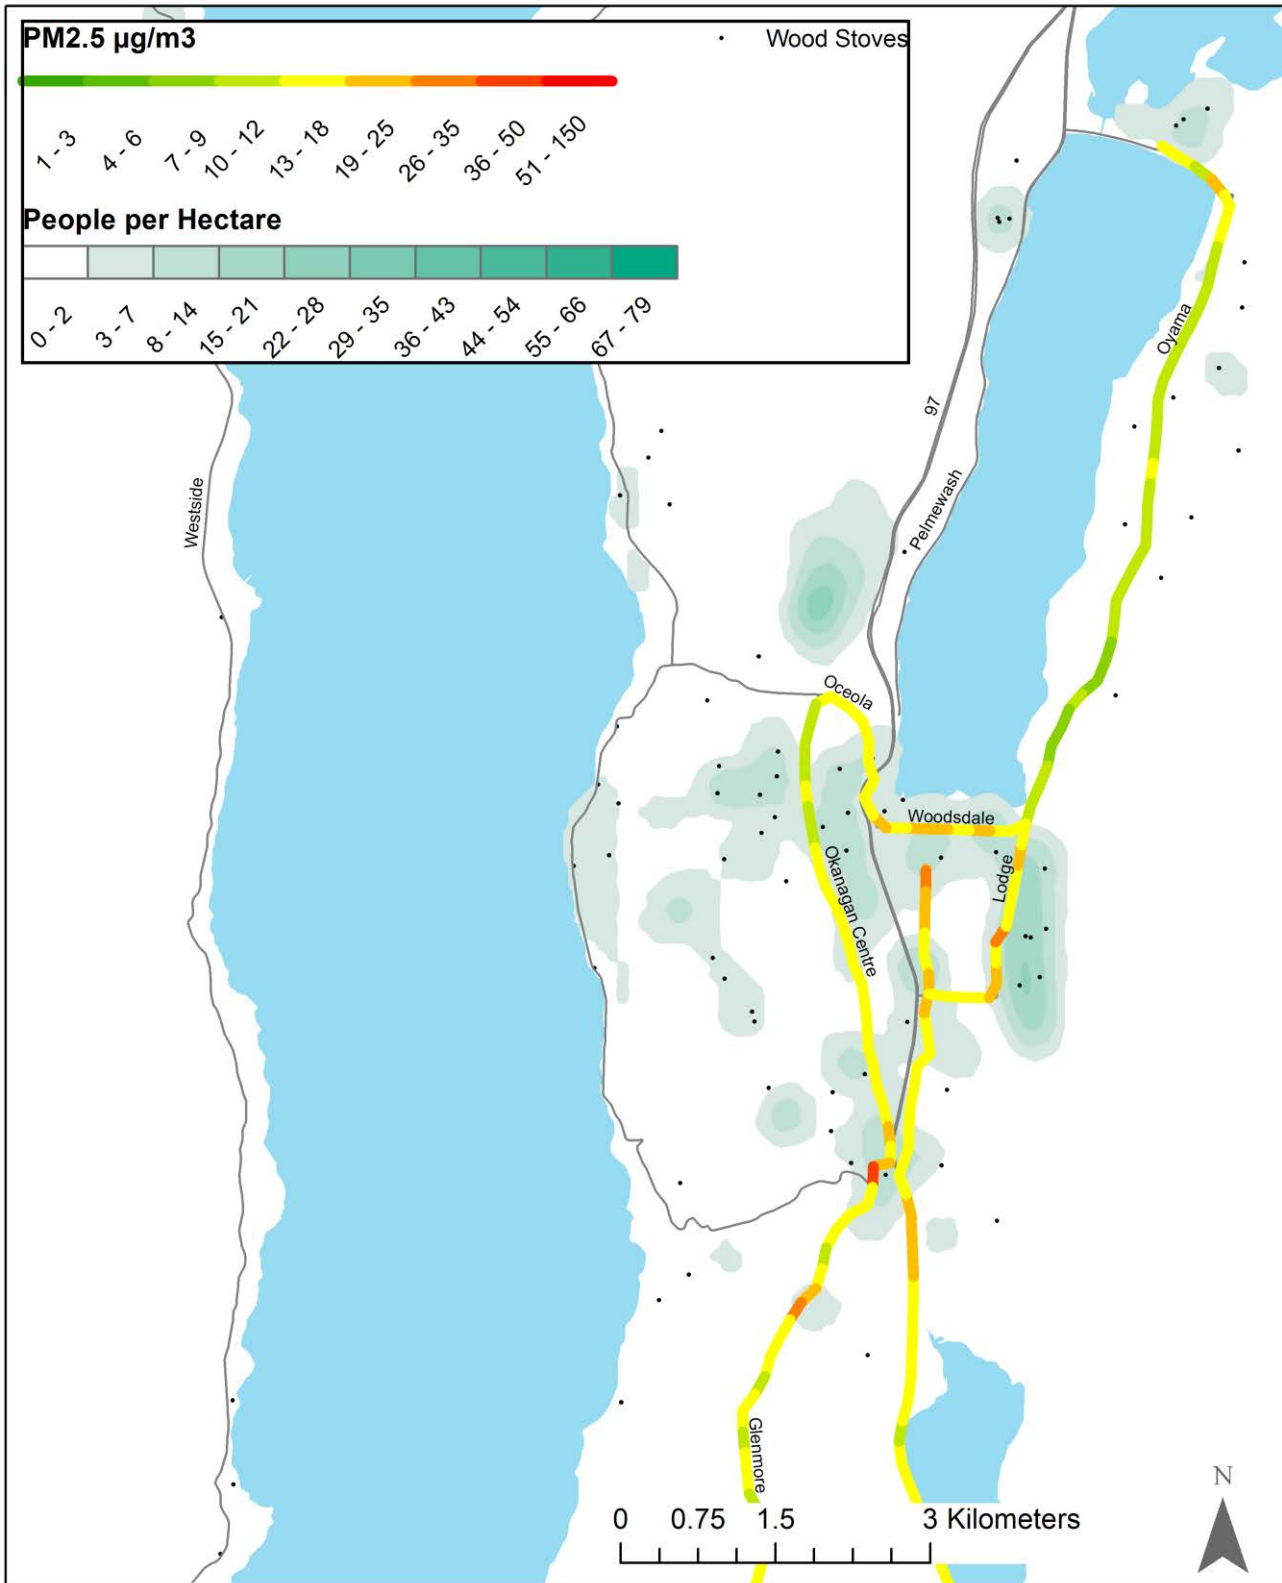 PM2.5 µg/m3
Wood Stoves
1 - 3
4 - 6
7 - 9
10 - 12
13 - 18
19 - 25
26 - 35
36 - 50
51 - 150
People per Hectare
0 - 2
3 - 7
8 - 14
15 - 21
22 - 28
29 - 35
36 - 43
44 - 54
55 - 66
67 - 79
Oyama
97
Westside
Pelmewash
Oceola
Woodsdale
Okanagan Centre
Lodge
Glenmore
N
0 0.75 1.5 3 Kilometers